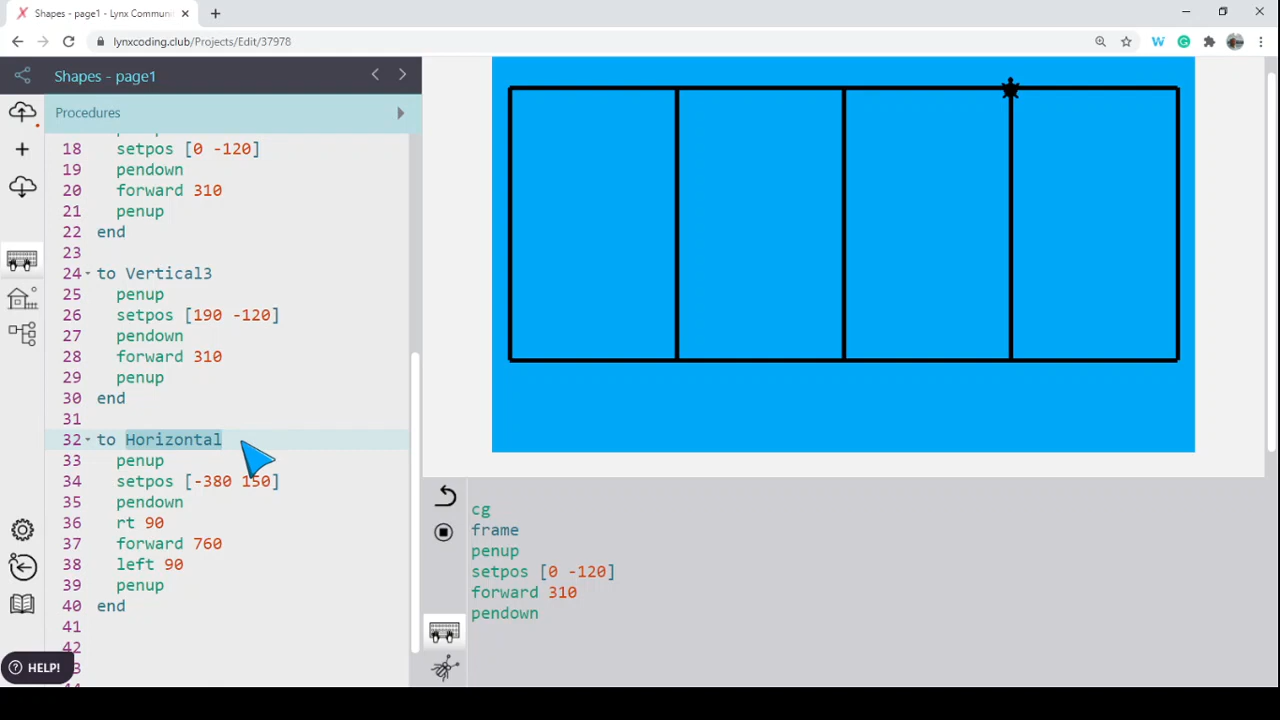 Shapes - page1 - Lynx Commun
lynxcoding.club/Projects/Edit/37978
Shapes - page1
Procedures
18 setpos [0 -120]
19 pendown
20 forward 310
21 penup
22 end
23
24 to Vertical3
25 penup
26 setpos [190 -120]
27 pendown
28 forward 310
29 penup
30 end
31
32 to Horizontal
33 penup
34 setpos [-380 150]
35 pendown
36 rt 90
37 forward 760
38 left 90
39 penup
40 end
41
42
HELP!
cg
frame
penup
setpos [0 -120]
forward 310
pendown